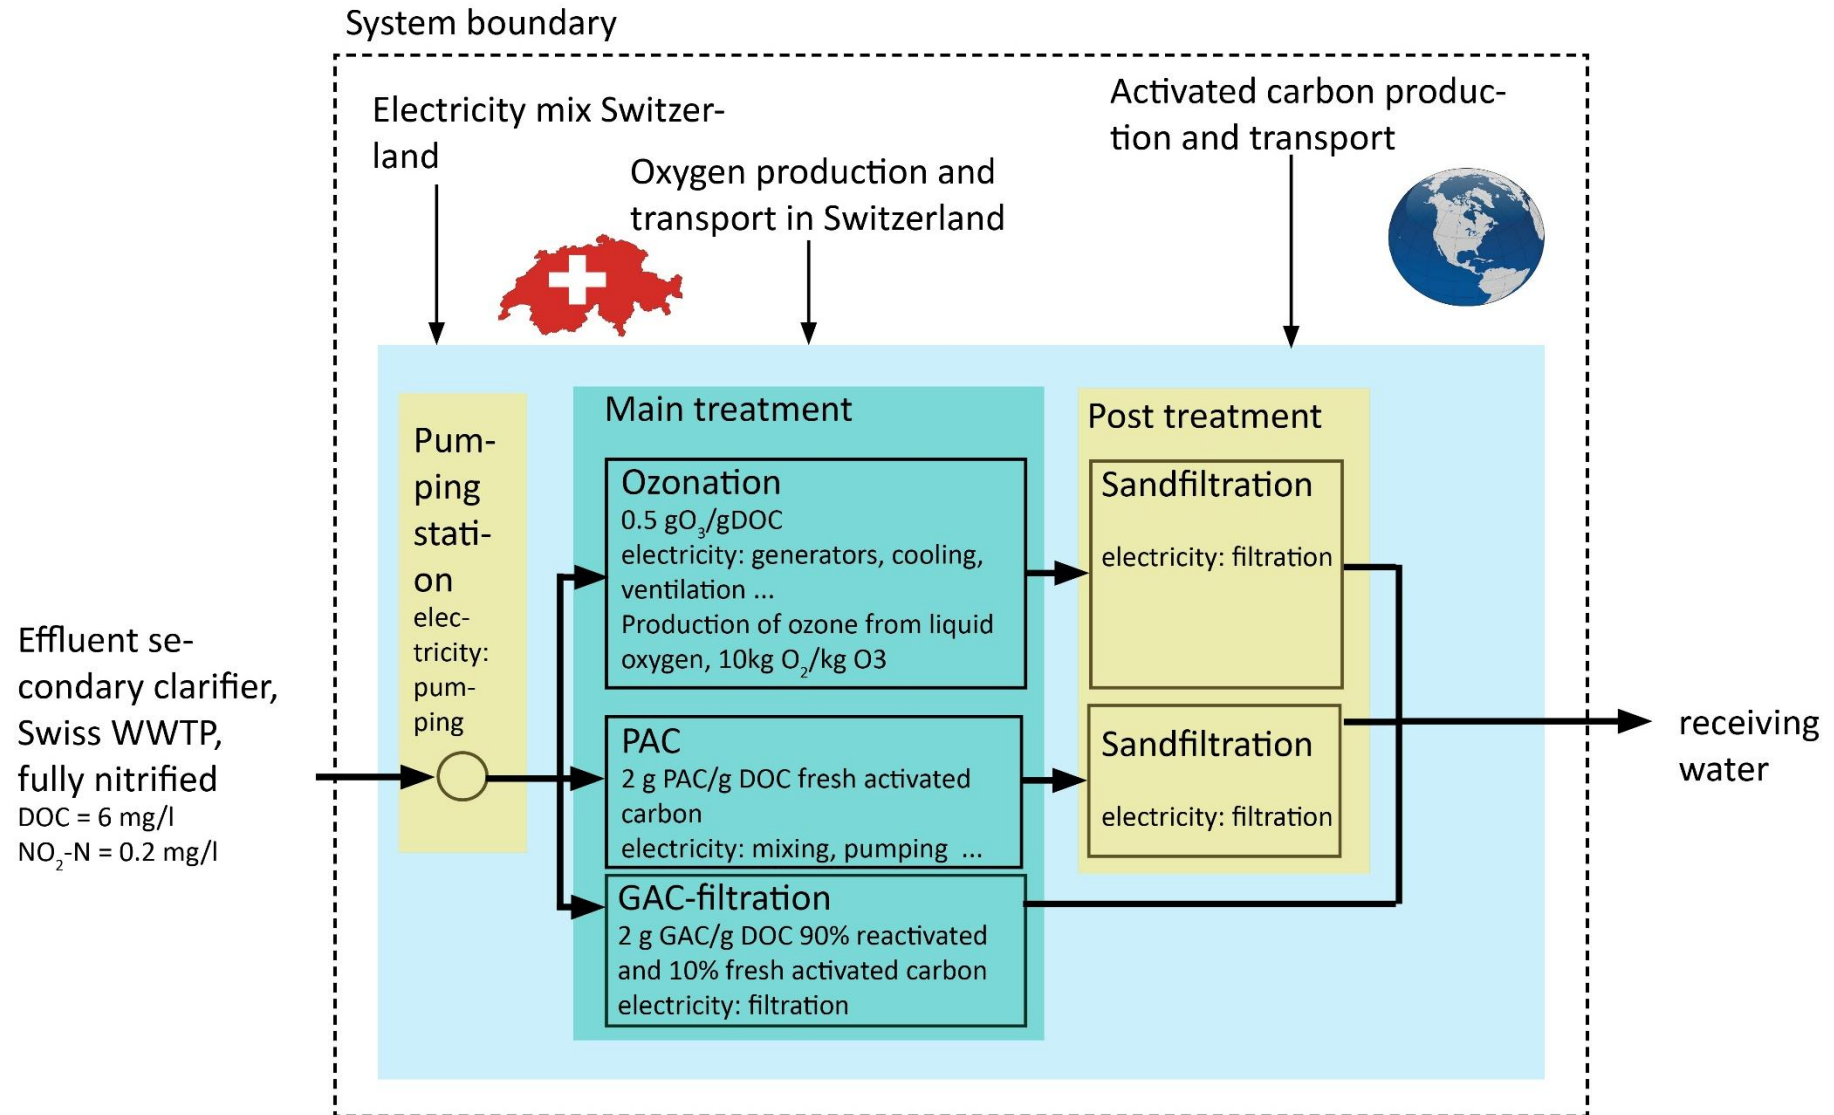 System boundary
Electricity mix Switzer-
land
Oxygen production and
transport in Switzerland
Activated carbon produc-
tion and transport
Effluent se-
condary clarifier,
Swiss WWTP,
fully nitrified
DOC = 6 mg/l
NO₂-N = 0.2 mg/l
Pum-
ping
stati-
on
elec-
tricity:
pum-
ping
Main treatment
Ozonation
0.5 gO₃/gDOC
electricity: generators, cooling,
ventilation ...
Production of ozone from liquid
oxygen, 10kg O₂/kg O3
PAC
2 g PAC/g DOC fresh activated
carbon
electricity: mixing, pumping ...
GAC-filtration
2 g GAC/g DOC 90% reactivated
and 10% fresh activated carbon
electricity: filtration
Post treatment
Sandfiltration
electricity: filtration
Sandfiltration
electricity: filtration
receiving
water